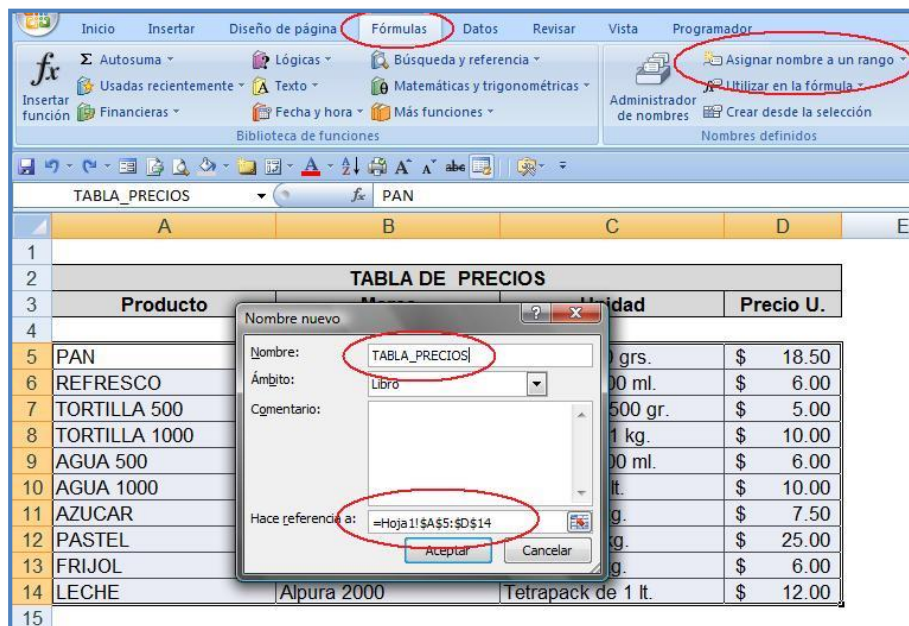 Inicio Insertar Diseño de página Fórmulas Datos Revisar Vista Programador
fx Insertar función
Σ Autosuma
Usadas recientemente
Financieras
Lógicas
Texto
Fecha y hora
Búsqueda y referencia
Matemáticas y trigonométricas
Más funciones
Biblioteca de funciones
Administrador de nombres
Asignar nombre a un rango
Utilizar en la fórmula
Crear desde la selección
Nombres definidos
TABLA_PRECIOS fx PAN
A B C D E
1
2 TABLA DE PRECIOS
3 Producto Precio U.
4
5 PAN grs. $ 18.50
6 REFRESCO ml. $ 6.00
7 TORTILLA 500 500 gr. $ 5.00
8 TORTILLA 1000 1 kg. $ 10.00
9 AGUA 500 ml. $ 6.00
10 AGUA 1000 lt. $ 10.00
11 AZUCAR $ 7.50
12 PASTEL $ 25.00
13 FRIJOL $ 6.00
14 LECHE Alpura 2000 Tetrapack de 1 lt. $ 12.00
15
Nombre nuevo
Nombre: TABLA_PRECIOS
Ámbito: Libro
Comentario:
Hace referencia a: =Hoja1!$A$5:$D$14
Aceptar Cancelar